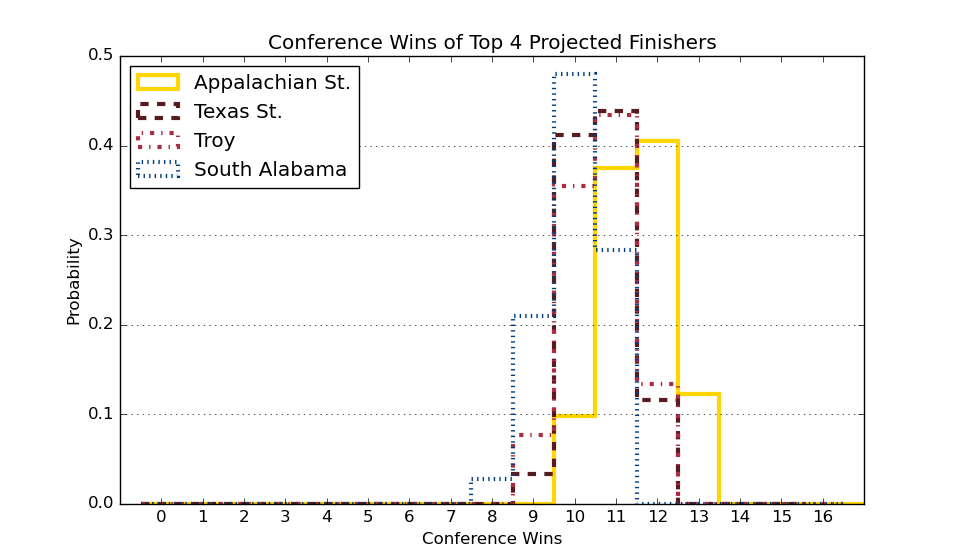 Conference Wins of Top 4 Projected Finishers
0.5
0.4
0.3
0.2
0.1
0.0
Probability
Appalachian St.
Texas St.
Troy
South Alabama
0 1 2 3 4 5 6 7 8 9 10 11 12 13 14 15 16
Conference Wins